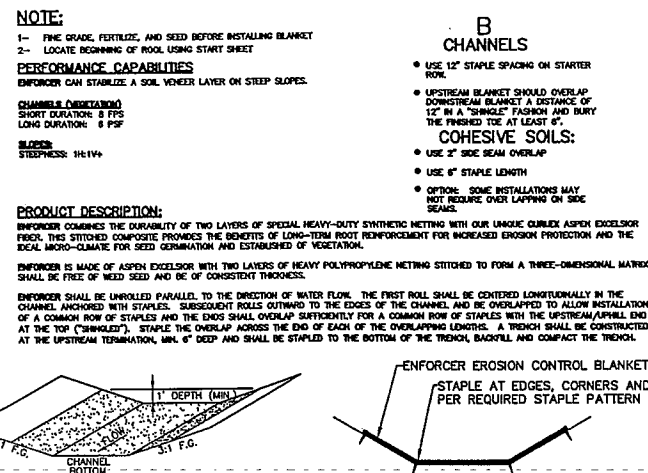 NOTE:
1- FINE GRADE, FERTILIZE, AND SEED BEFORE INSTALLING BLANKET
2- LOCATE BEGINNING OF ROOL USING START SHEET
PERFORMANCE CAPABILITIES
ENFORCER CAN STABILIZE A SOIL VENEER LAYER ON STEEP SLOPES.
CHANNELS (VEGETATION)
SHORT DURATION: 8 FPS
LONG DURATION: 6 PSF
SLOPES:
STEEPNESS: 1H:1V+
B
CHANNELS
• USE 12" STAPLE SPACING ON STARTER
ROW.
• UPSTREAM BLANKET SHOULD OVERLAP
DOWNSTREAM BLANKET A DISTANCE OF
12" IN A "SHINGLE" FASHION AND BURY
THE FINISHED TOE AT LEAST 6".
COHESIVE SOILS:
• USE 2" SIDE SEAM OVERLAP
• USE 6" STAPLE LENGTH
• OPTION: SOME INSTALLATIONS MAY
NOT REQUIRE OVER LAPPING ON SIDE
SEAMS.
PRODUCT DESCRIPTION:
ENFORCER COMBINES THE DURABILITY OF TWO LAYERS OF SPECIAL HEAVY-DUTY SYNTHETIC NETTING WITH OUR UNIQUE CURLEX ASPEN EXCELSIOR
FIBER. THIS STITCHED COMPOSITE PROVIDES THE BENEFITS OF LONG-TERM ROOT REINFORCEMENT FOR INCREASED EROSION PROTECTION AND THE
IDEAL MICRO-CLIMATE FOR SEED GERMINATION AND ESTABLISHED OF VEGETATION.
ENFORCER IS MADE OF ASPEN EXCELSIOR WITH TWO LAYERS OF HEAVY POLYPROPYLENE NETTING STITCHED TO FORM A THREE-DIMENSIONAL MATRIX
SHALL BE FREE OF WEED SEED AND BE OF CONSISTENT THICKNESS.
ENFORCER SHALL BE UNROLLED PARALLEL TO THE DIRECTION OF WATER FLOW. THE FIRST ROLL SHALL BE CENTERED LONGITUDINALLY IN THE
CHANNEL ANCHORED WITH STAPLES. SUBSEQUENT ROLLS OUTWARD TO THE EDGES OF THE CHANNEL AND BE OVERLAPPED TO ALLOW INSTALLATION
OF A COMMON ROW OF STAPLES AND THE ENDS SHALL OVERLAP SUFFICIENTLY FOR A COMMON ROW OF STAPLES WITH THE UPSTREAM/UPHILL END
AT THE TOP ("SHINGLED"). STAPLE THE OVERLAP ACROSS THE END OF EACH OF THE OVERLAPPING LENGTHS. A TRENCH SHALL BE CONSTRUCTED
AT THE UPSTREAM TERMINATION, MIN. 6" DEEP AND SHALL BE STAPLED TO THE BOTTOM OF THE TRENCH, BACKFILL AND COMPACT THE TRENCH.
1' DEPTH (MIN.)
FLOW
:1 F.G.
3:1 F.G.
CHANNEL
BOTTOM
ENFORCER EROSION CONTROL BLANKET
STAPLE AT EDGES, CORNERS AND
PER REQUIRED STAPLE PATTERN